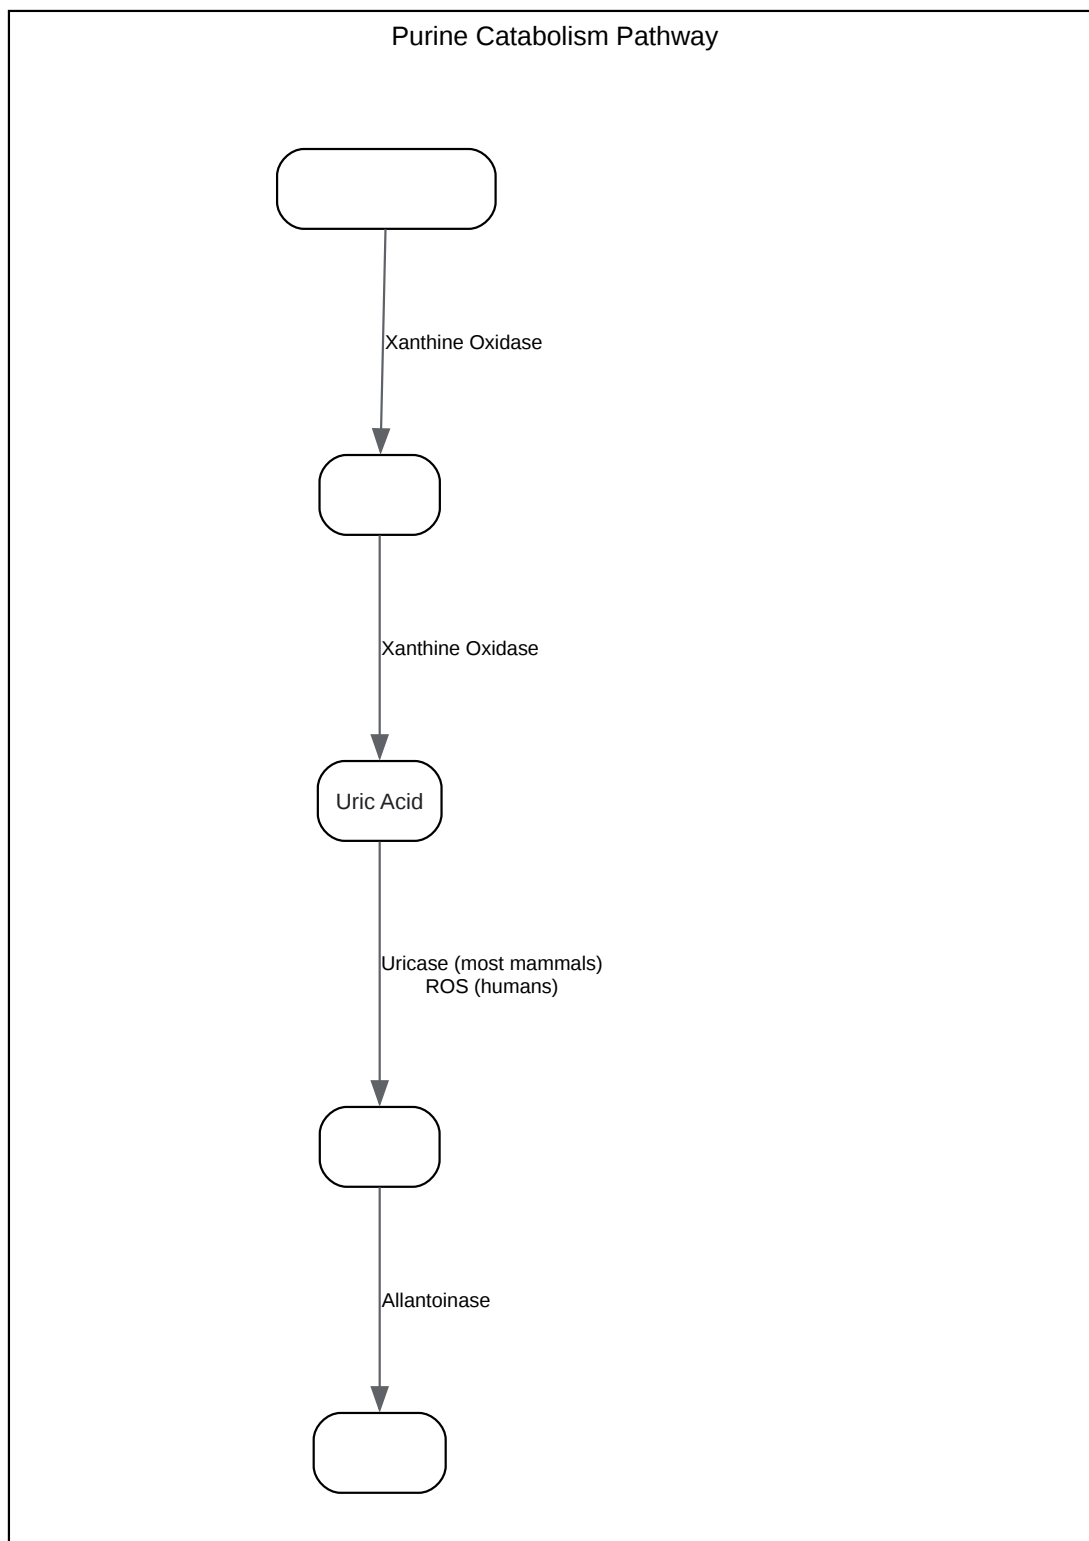 Purine Catabolism Pathway
Xanthine Oxidase
Xanthine Oxidase
Uric Acid
Uricase (most mammals)
ROS (humans)
Allantoinase